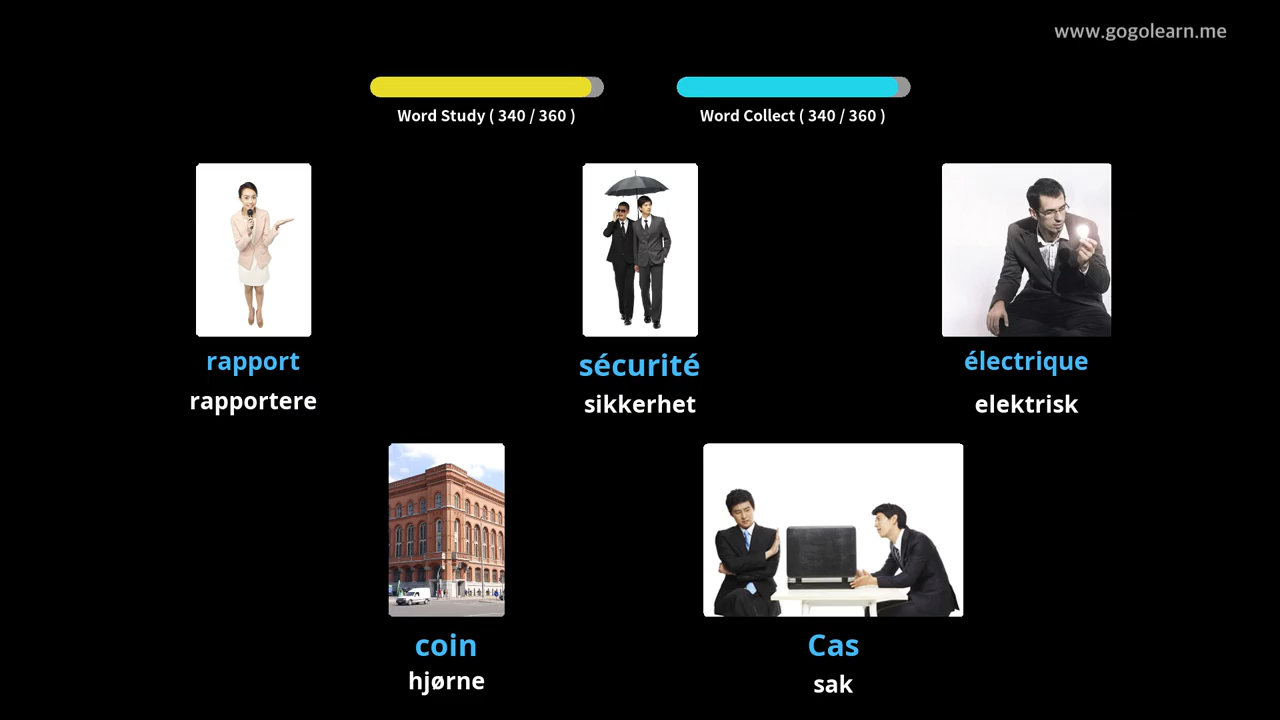 www.gogolearn.me
Word Study ( 340 / 360 )
Word Collect ( 340 / 360 )
rapport
rapportere
sécurité
sikkerhet
électrique
elektrisk
coin
hjørne
Cas
sak